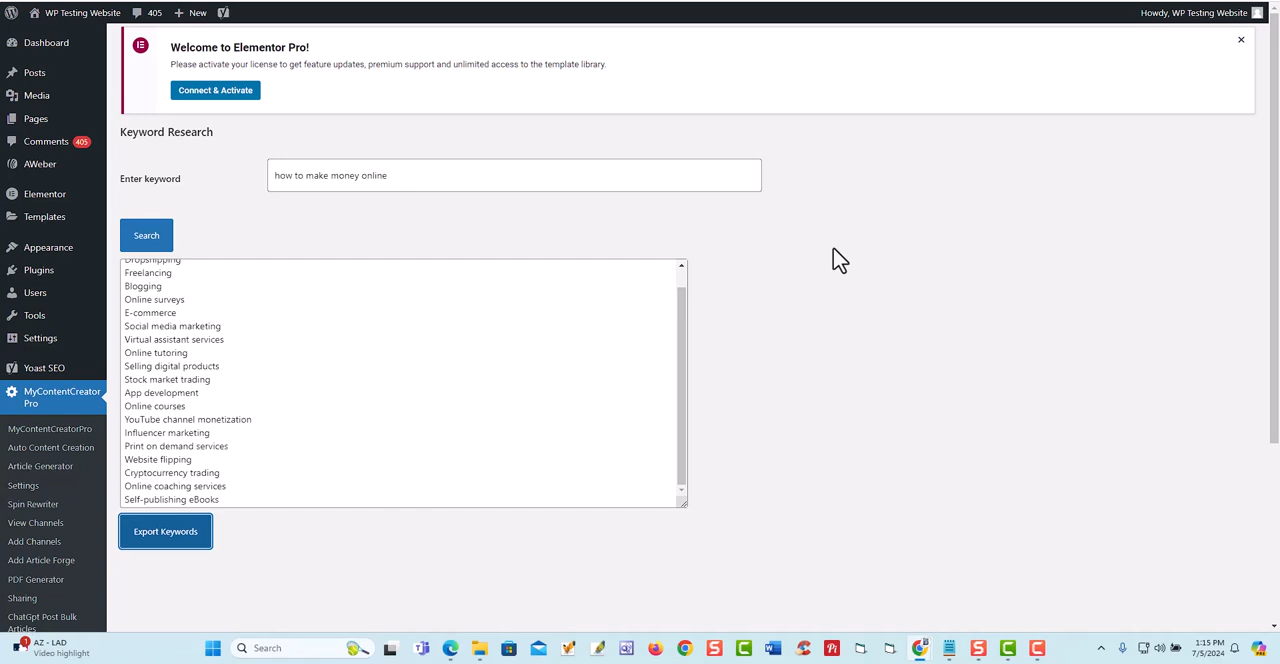 WP Testing Website
405
New
Howdy, WP Testing Website
Dashboard
Posts
Media
Pages
Comments 405
AWeber
Elementor
Templates
Appearance
Plugins
Users
Tools
Settings
Yoast SEO
MyContentCreator
Pro
MyContentCreatorPro
Auto Content Creation
Article Generator
Settings
Spin Rewriter
View Channels
Add Channels
Add Article Forge
PDF Generator
Sharing
ChatGpt Post Bulk
Articles
Welcome to Elementor Pro!
Please activate your license to get feature updates, premium support and unlimited access to the template library.
Connect & Activate
Keyword Research
Enter keyword
how to make money online
Search
Dropshipping
Freelancing
Blogging
Online surveys
E-commerce
Social media marketing
Virtual assistant services
Online tutoring
Selling digital products
Stock market trading
App development
Online courses
YouTube channel monetization
Influencer marketing
Print on demand services
Website flipping
Cryptocurrency trading
Online coaching services
Self-publishing eBooks
Export Keywords
1
AZ - LAD
Video highlight
Search
1:15 PM
7/5/2024